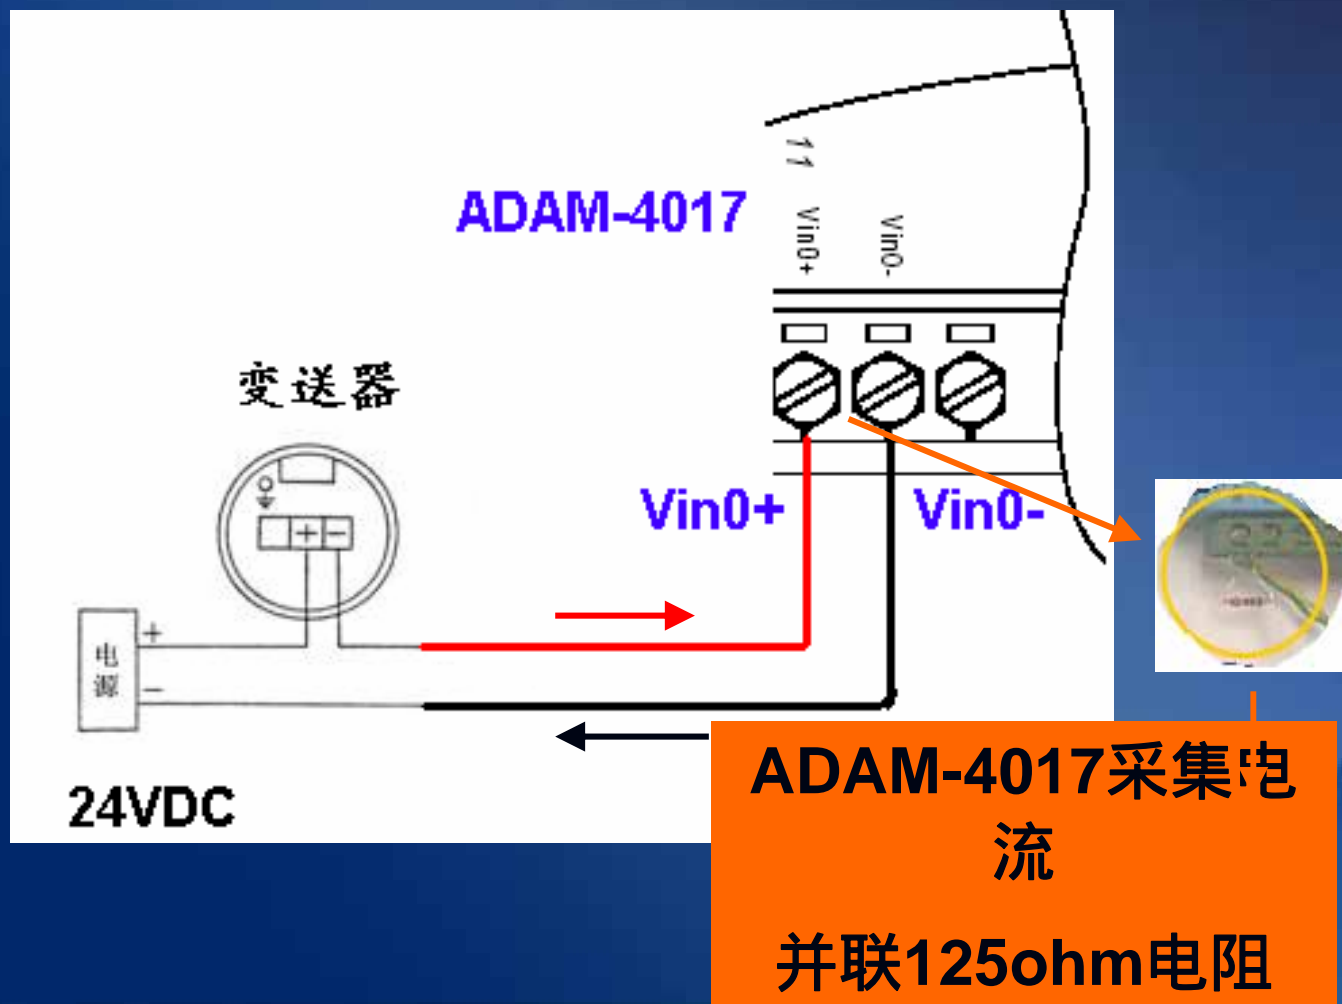 11
Vin0+
Vin0-
ADAM-4017
变送器
+ -
Vin0+
Vin0-
+
电
源
-
24VDC
ADAM-4017采集电
流
并联125ohm电阻